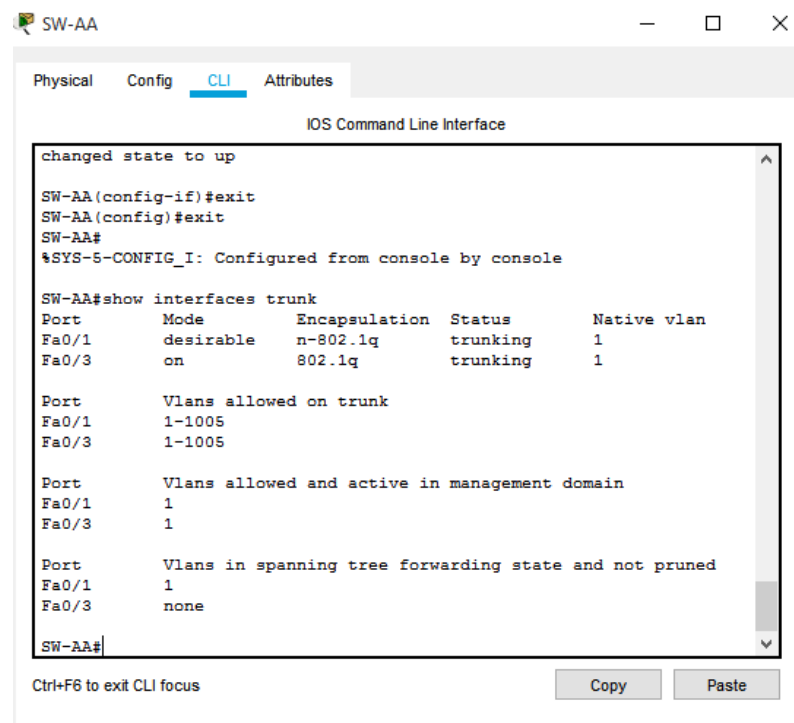 SW-AA
Physical Config CLI Attributes
IOS Command Line Interface
changed state to up
SW-AA(config-if)#exit
SW-AA(config)#exit
SW-AA#
%SYS-5-CONFIG_I: Configured from console by console
SW-AA#show interfaces trunk
Port Mode Encapsulation Status Native vlan
Fa0/1 desirable n-802.1q trunking 1
Fa0/3 on 802.1q trunking 1
Port Vlans allowed on trunk
Fa0/1 1-1005
Fa0/3 1-1005
Port Vlans allowed and active in management domain
Fa0/1 1
Fa0/3 1
Port Vlans in spanning tree forwarding state and not pruned
Fa0/1 1
Fa0/3 none
SW-AA#
Ctrl+F6 to exit CLI focus
Copy Paste